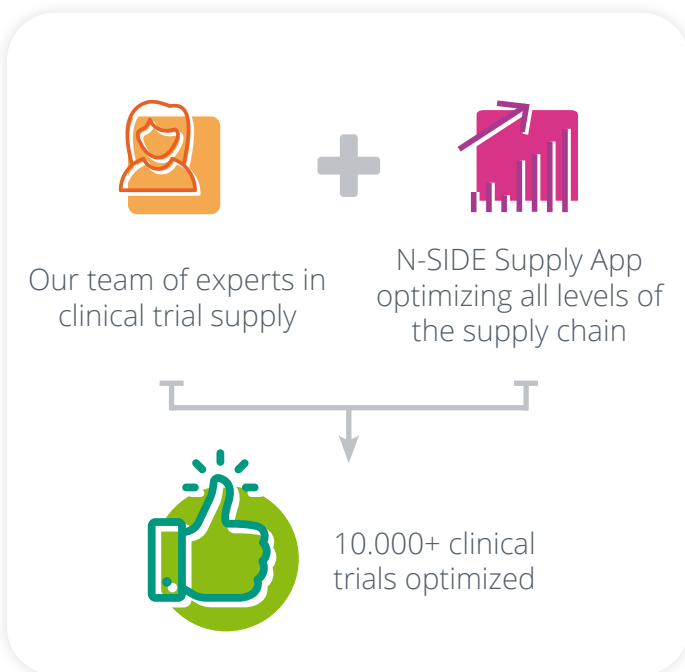 Our team of experts in
clinical trial supply
N-SIDE Supply App
optimizing all levels of
the supply chain
10.000+ clinical
trials optimized